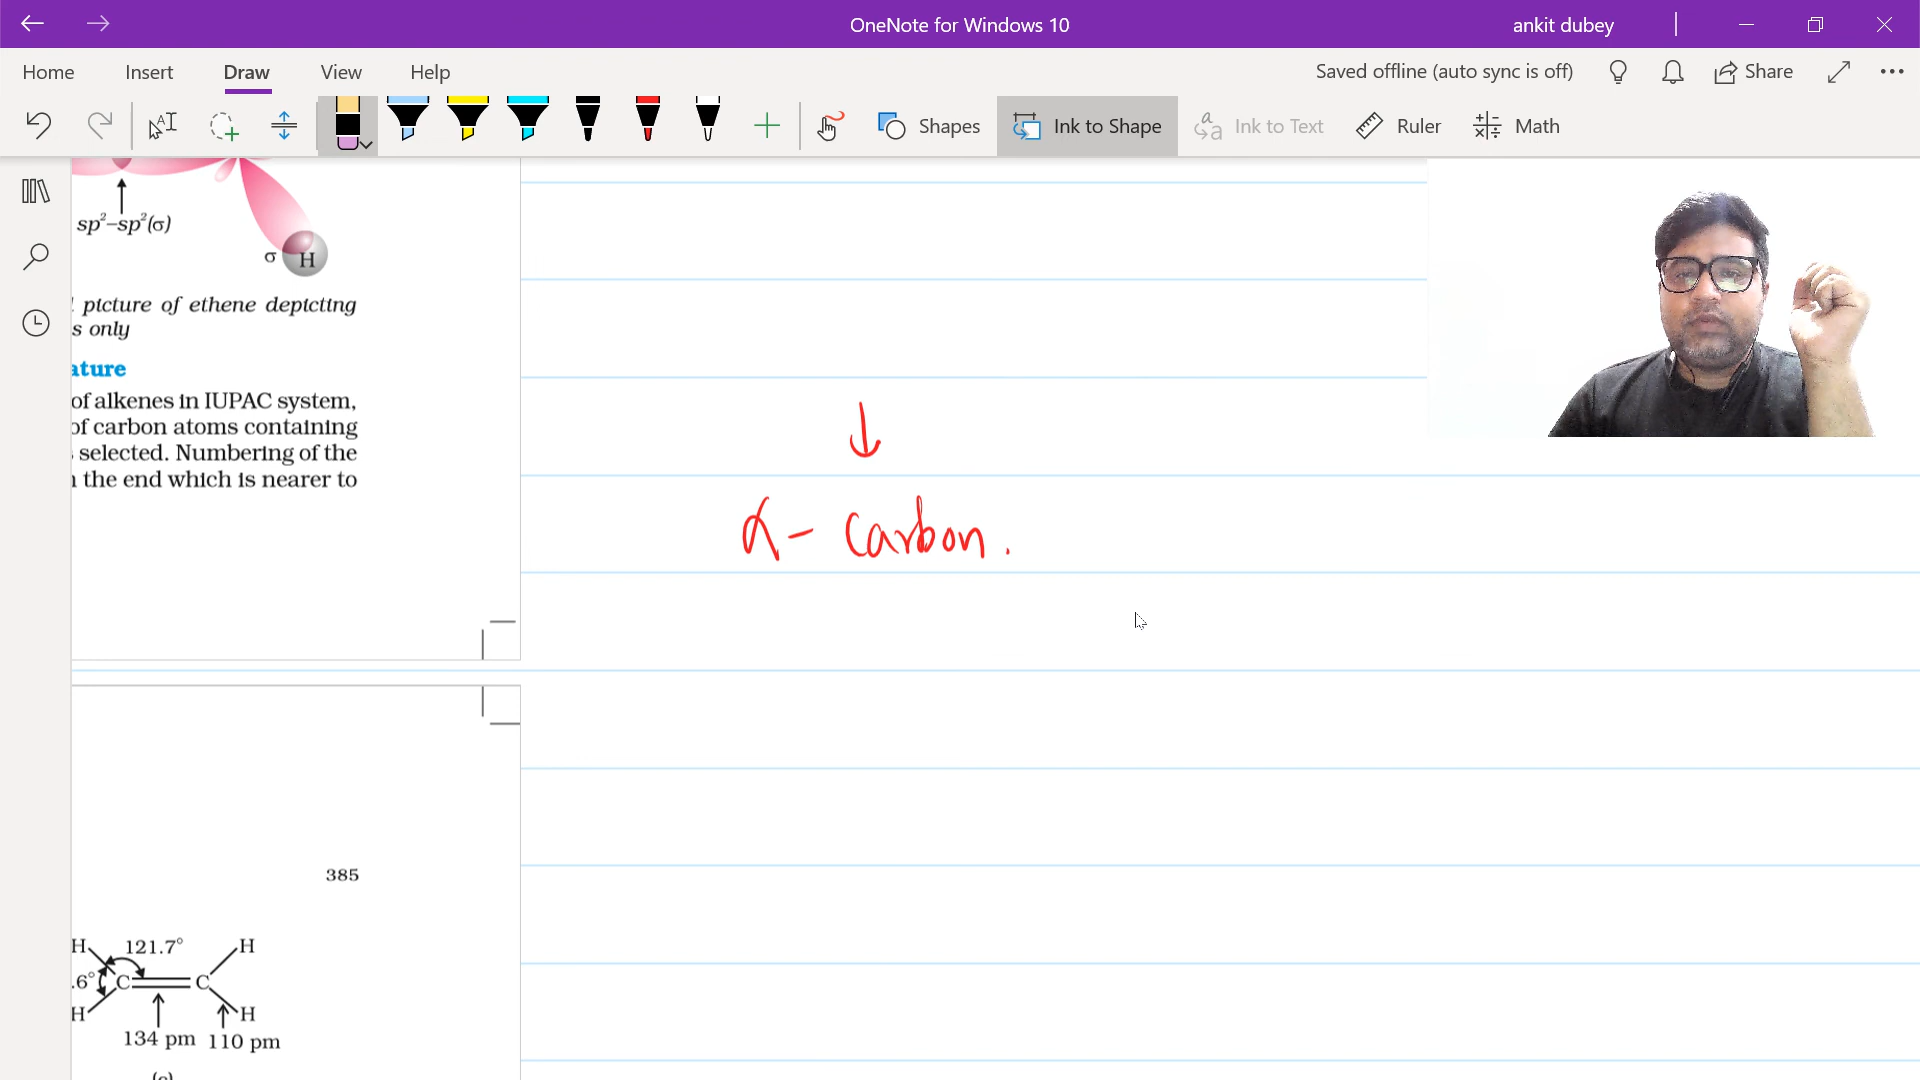 OneNote for Windows 10
ankit dubey
Home Insert Draw View Help
Saved offline (auto sync is off) Share
Shapes Ink to Shape Ink to Text Ruler Math
sp²–sp²(σ)
σ H
picture of ethene depicting
s only
ature
of alkenes in IUPAC system,
of carbon atoms containing
selected. Numbering of the
the end which is nearer to
↓
α- Carbon.
385
H 121.7° H
.6° C C
H H
134 pm 110 pm